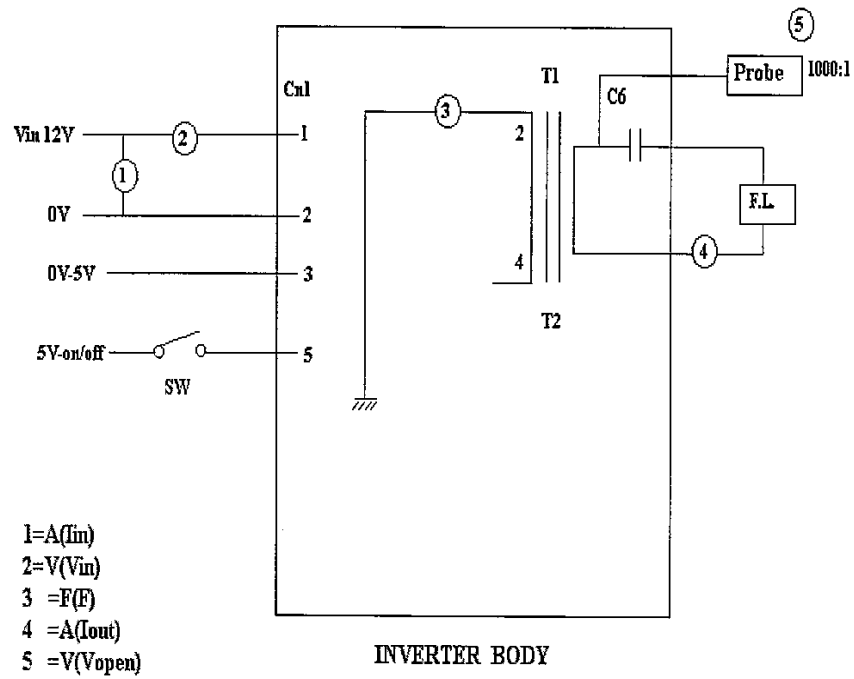 5
Probe 1000:1
T1
Cn1
C6
Vin 12V
2
1
3
2
1
F.L.
0V
2
4
4
0V-5V
3
T2
5V-on/off
5
SW
1=A(Iin)
2=V(Vin)
3 =F(F)
4 =A(Iout)
5 =V(Vopen)
INVERTER BODY